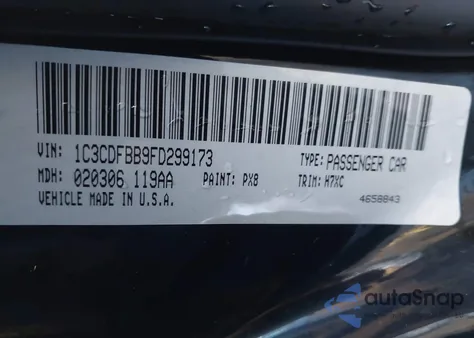 VIN: 1C3CDFBB9FD299173 TYPE: PASSENGER CAR
MDH: 020306 119AA PAINT: PX8 TRIM: H7XC
VEHICLE MADE IN U.S.A. 4658843
autoSnap